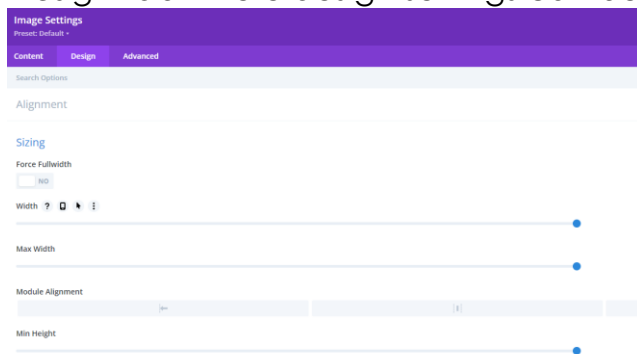 Image Settings
Preset: Default
Content Design Advanced
Search Options
Alignment
Sizing
Force Fullwidth
NO
Width ?
Max Width
Module Alignment
Min Height